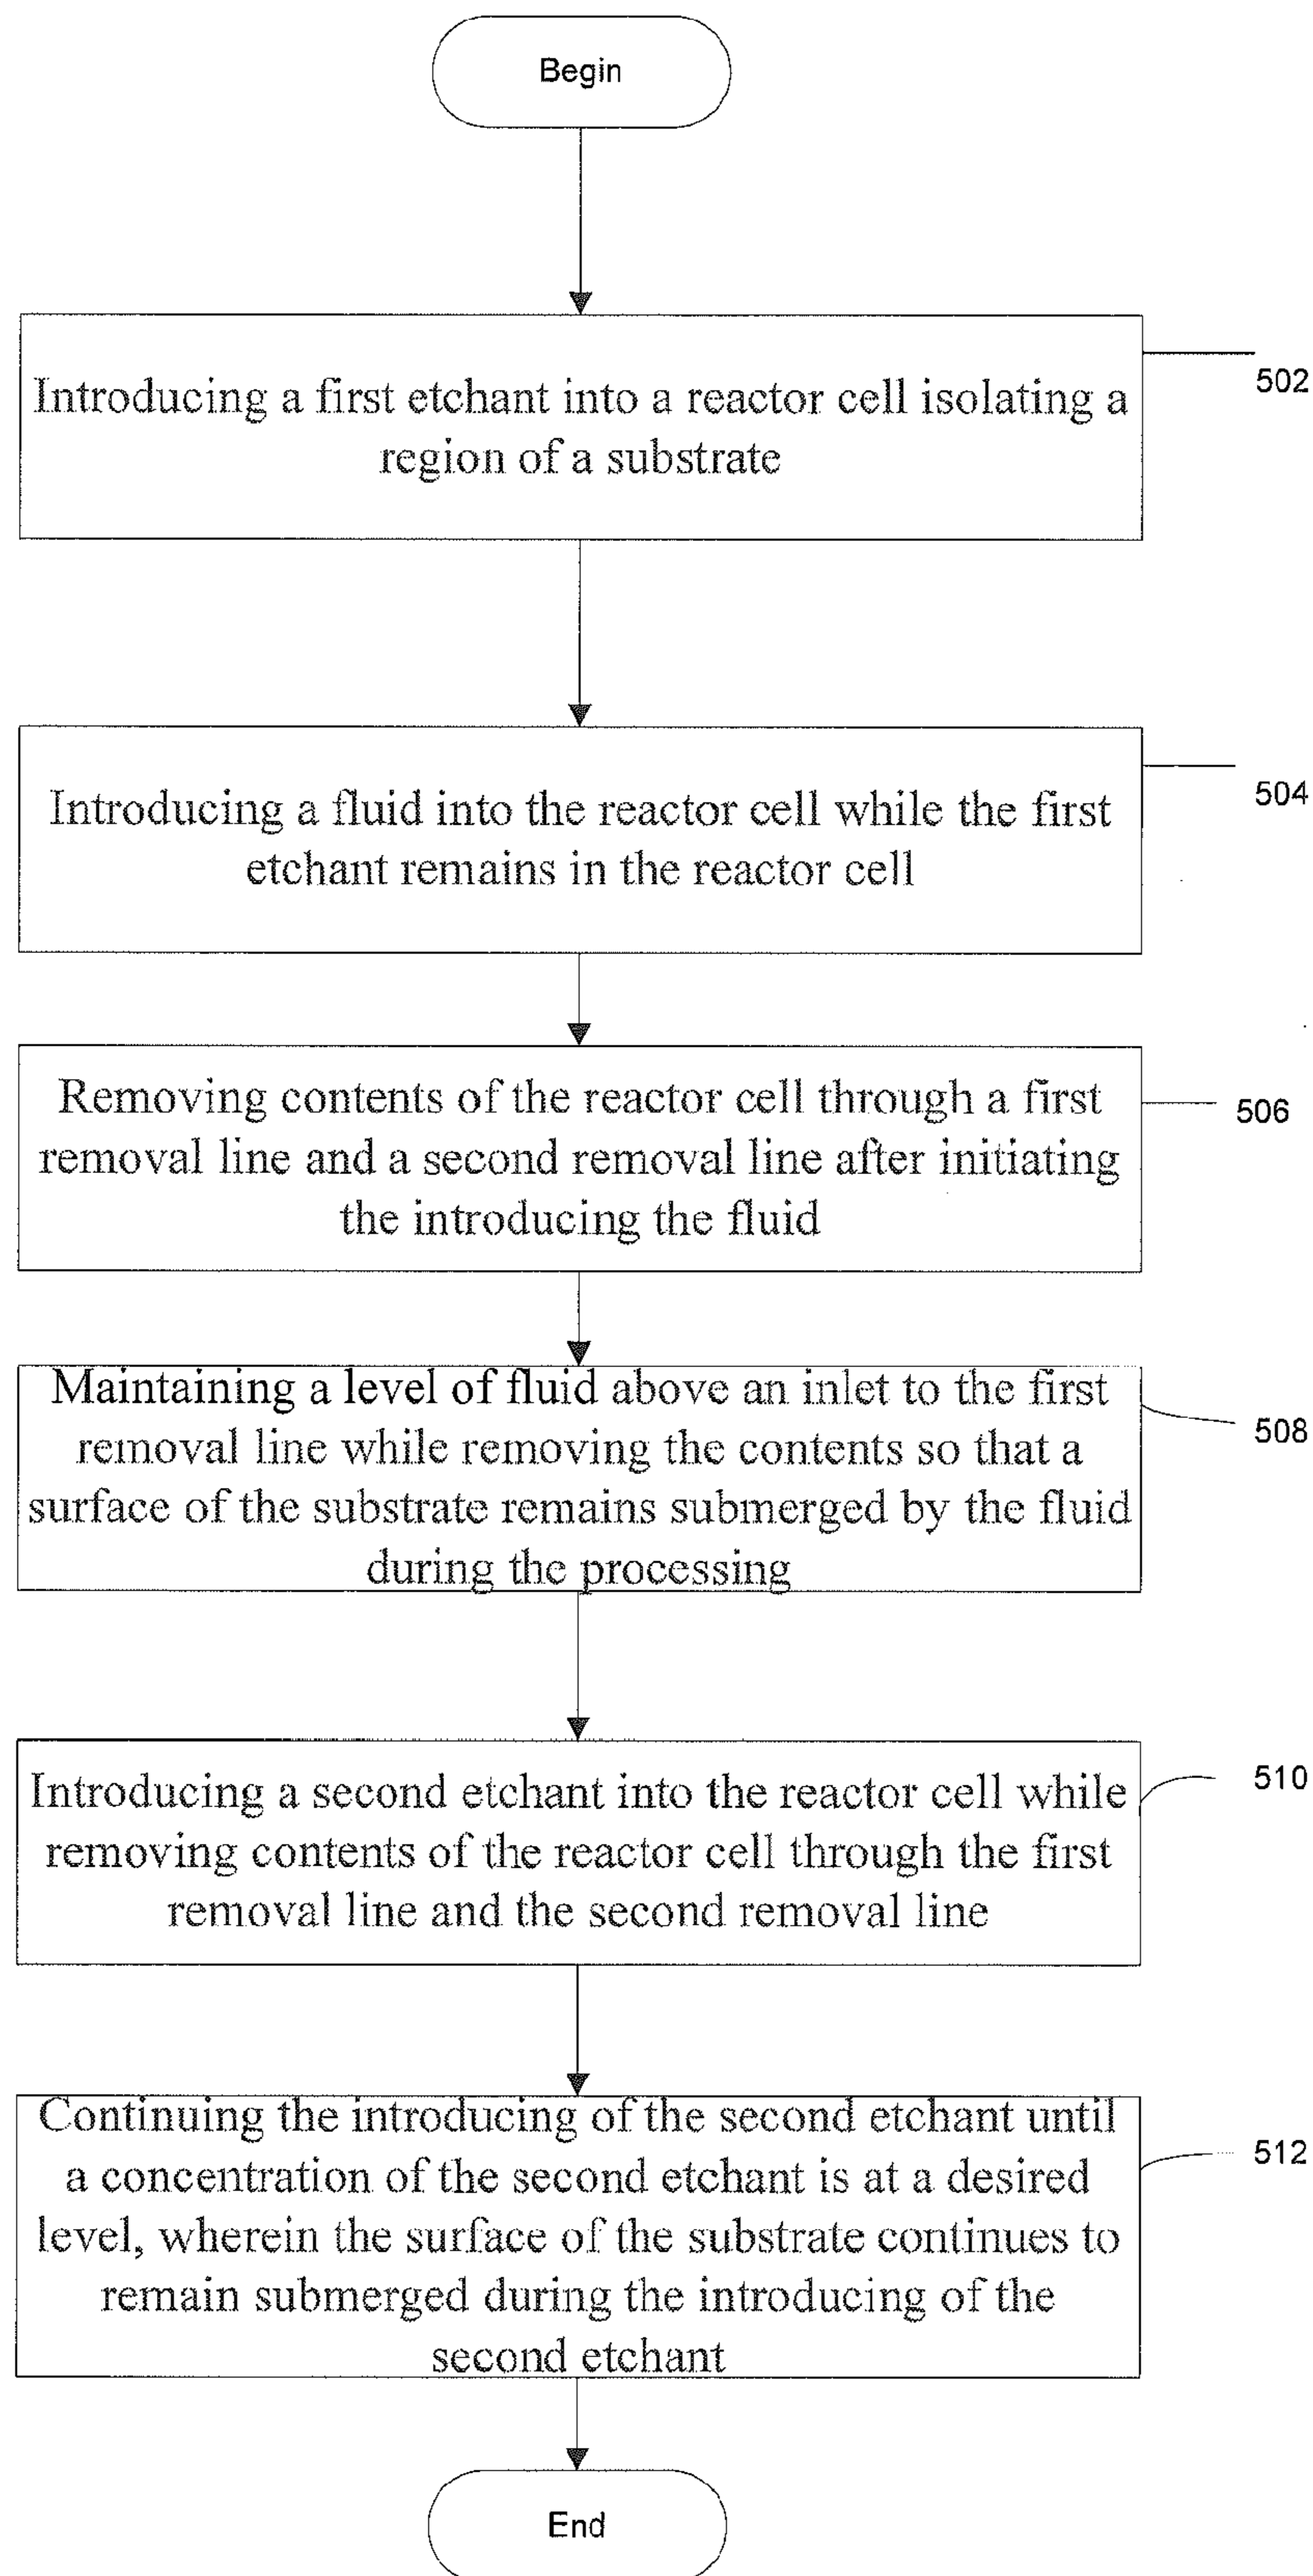 Begin
Introducing a first etchant into a reactor cell isolating a
region of a substrate
502
Introducing a fluid into the reactor cell while the first
etchant remains in the reactor cell
504
Removing contents of the reactor cell through a first
removal line and a second removal line after initiating
the introducing the fluid
506
Maintaining a level of fluid above an inlet to the first
removal line while removing the contents so that a
surface of the substrate remains submerged by the fluid
during the processing
508
Introducing a second etchant into the reactor cell while
removing contents of the reactor cell through the first
removal line and the second removal line
510
Continuing the introducing of the second etchant until
a concentration of the second etchant is at a desired
level, wherein the surface of the substrate continues to
remain submerged during the introducing of the
second etchant
512
End